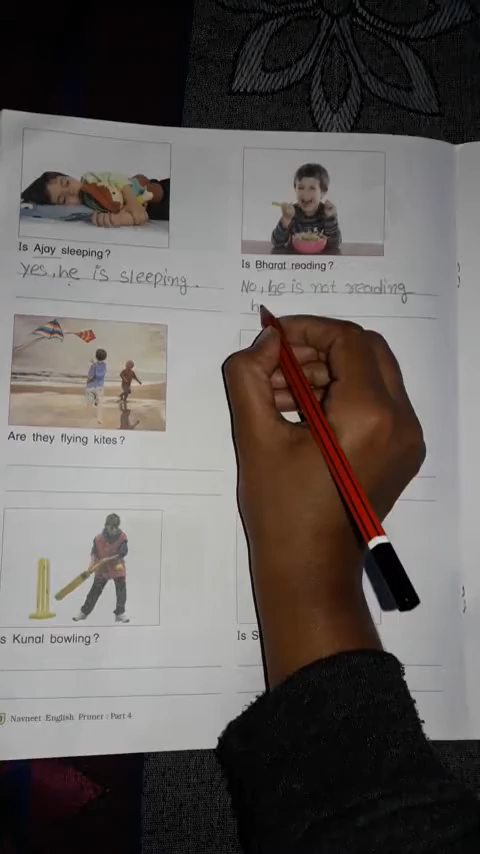 Is Ajay sleeping?
yes, he is sleeping.
Is Bharat reading?
No, he is not reading
h
Are they flying kites?
s Kunal bowling?
Is S
Navneet English Primer : Part 4